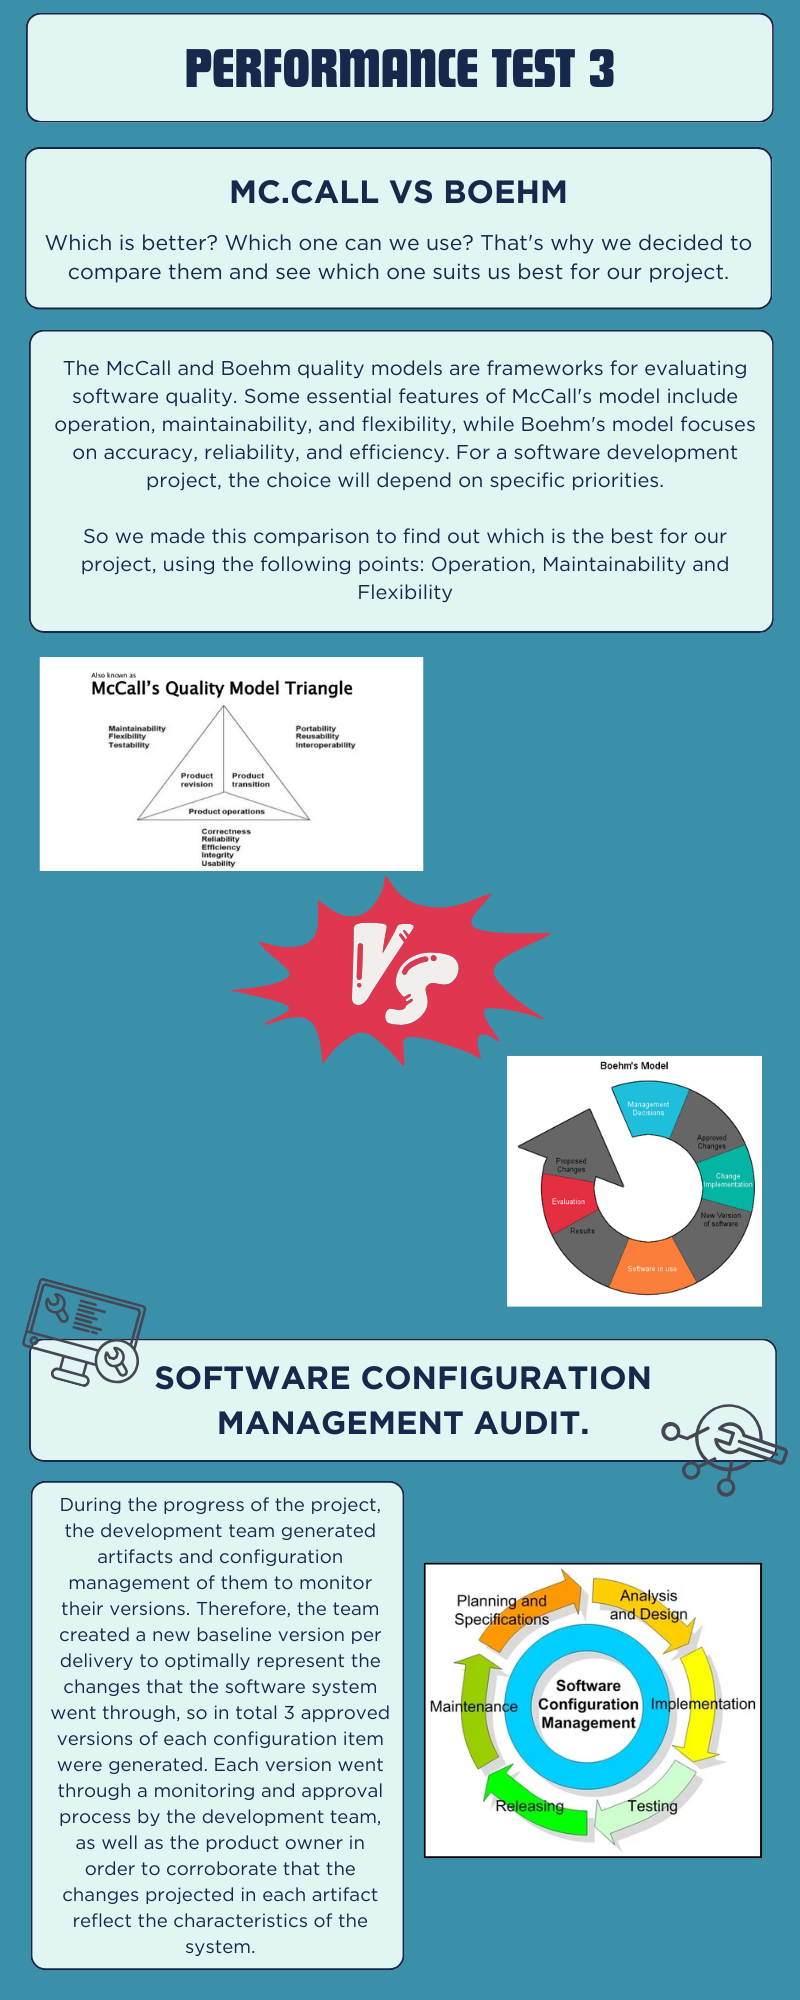 PERFORMANCE TEST 3
MC.CALL VS BOEHM
Which is better? Which one can we use? That's why we decided to
compare them and see which one suits us best for our project.
The McCall and Boehm quality models are frameworks for evaluating
software quality. Some essential features of McCall's model include
operation, maintainability, and flexibility, while Boehm's model focuses
on accuracy, reliability, and efficiency. For a software development
project, the choice will depend on specific priorities.
So we made this comparison to find out which is the best for our
project, using the following points: Operation, Maintainability and
Flexibility
Also known as
McCall's Quality Model Triangle
Maintainability
Flexibility
Testability
Portability
Reusability
Interoperability
Product
revision
Product
transition
Product operations
Correctness
Reliability
Efficiency
Integrity
Usability
VS
Boehm's Model
Management
Decisions
Approved
Changes
Change
Implementation
New Version
of software
Software in use
Results
Evaluation
Proposed
Changes
SOFTWARE CONFIGURATION
MANAGEMENT AUDIT.
During the progress of the project,
the development team generated
artifacts and configuration
management of them to monitor
their versions. Therefore, the team
created a new baseline version per
delivery to optimally represent the
changes that the software system
went through, so in total 3 approved
versions of each configuration item
were generated. Each version went
through a monitoring and approval
process by the development team,
as well as the product owner in
order to corroborate that the
changes projected in each artifact
reflect the characteristics of the
system.
Planning and
Specifications
Analysis
and Design
Software
Configuration
Management
Maintenance
Implementation
Releasing
Testing